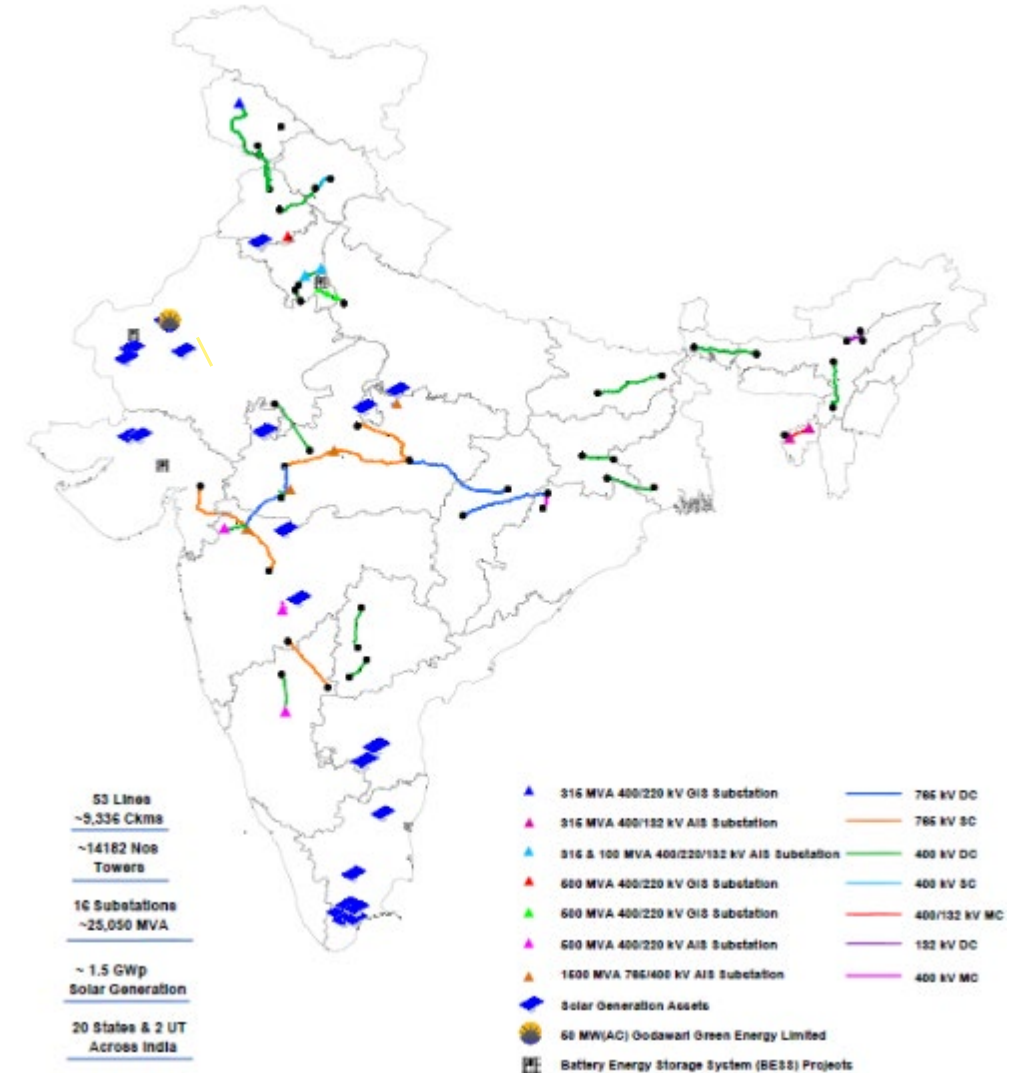 53 Lines
~9,336 Ckms
~14182 Nos
Towers
16 Substations
~25,050 MVA
~ 1.5 GWp
Solar Generation
20 States & 2 UT
Across India
315 MVA 400/220 kV GIS Substation
315 MVA 400/132 kV AIS Substation
315 & 100 MVA 400/220/132 kV AIS Substation
500 MVA 400/220 kV GIS Substation
500 MVA 400/220 kV GIS Substation
500 MVA 400/220 kV AIS Substation
1500 MVA 765/400 kV AIS Substation
Solar Generation Assets
50 MW(AC) Godawari Green Energy Limited
Battery Energy Storage System (BESS) Projects
765 kV DC
765 kV SC
400 kV DC
400 kV SC
400/132 kV MC
132 kV DC
400 kV MC